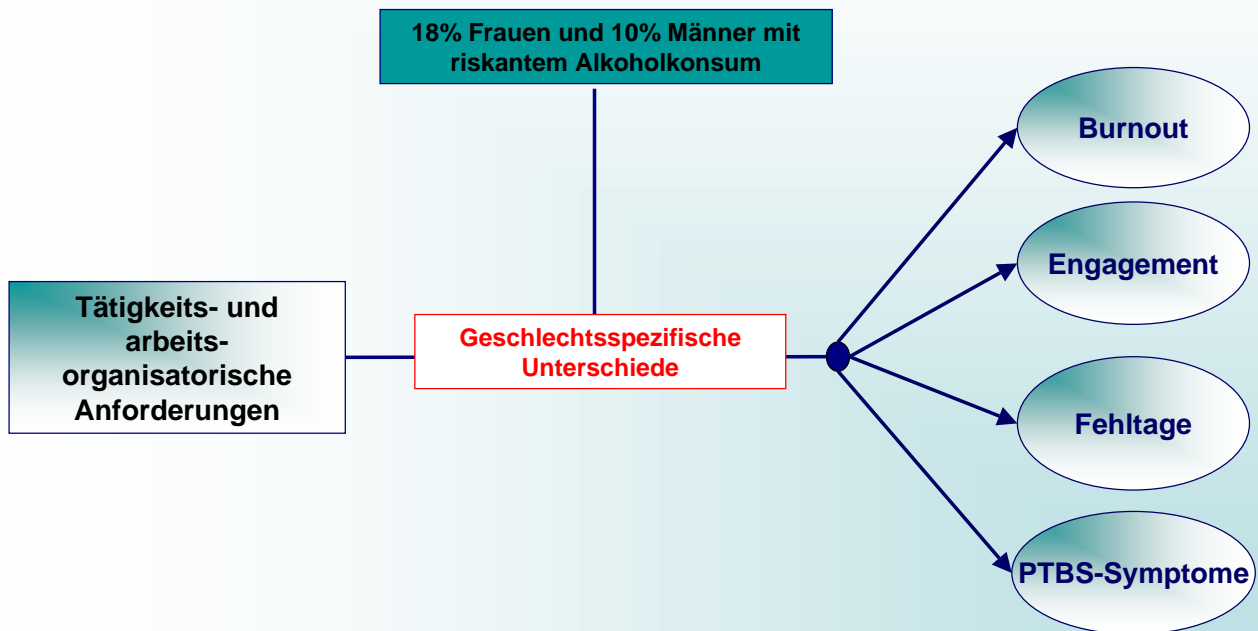 18% Frauen und 10% Männer mit
riskantem Alkoholkonsum
Tätigkeits- und
arbeits-
organisatorische
Anforderungen
Geschlechtsspezifische
Unterschiede
Burnout
Engagement
Fehltage
PTBS-Symptome